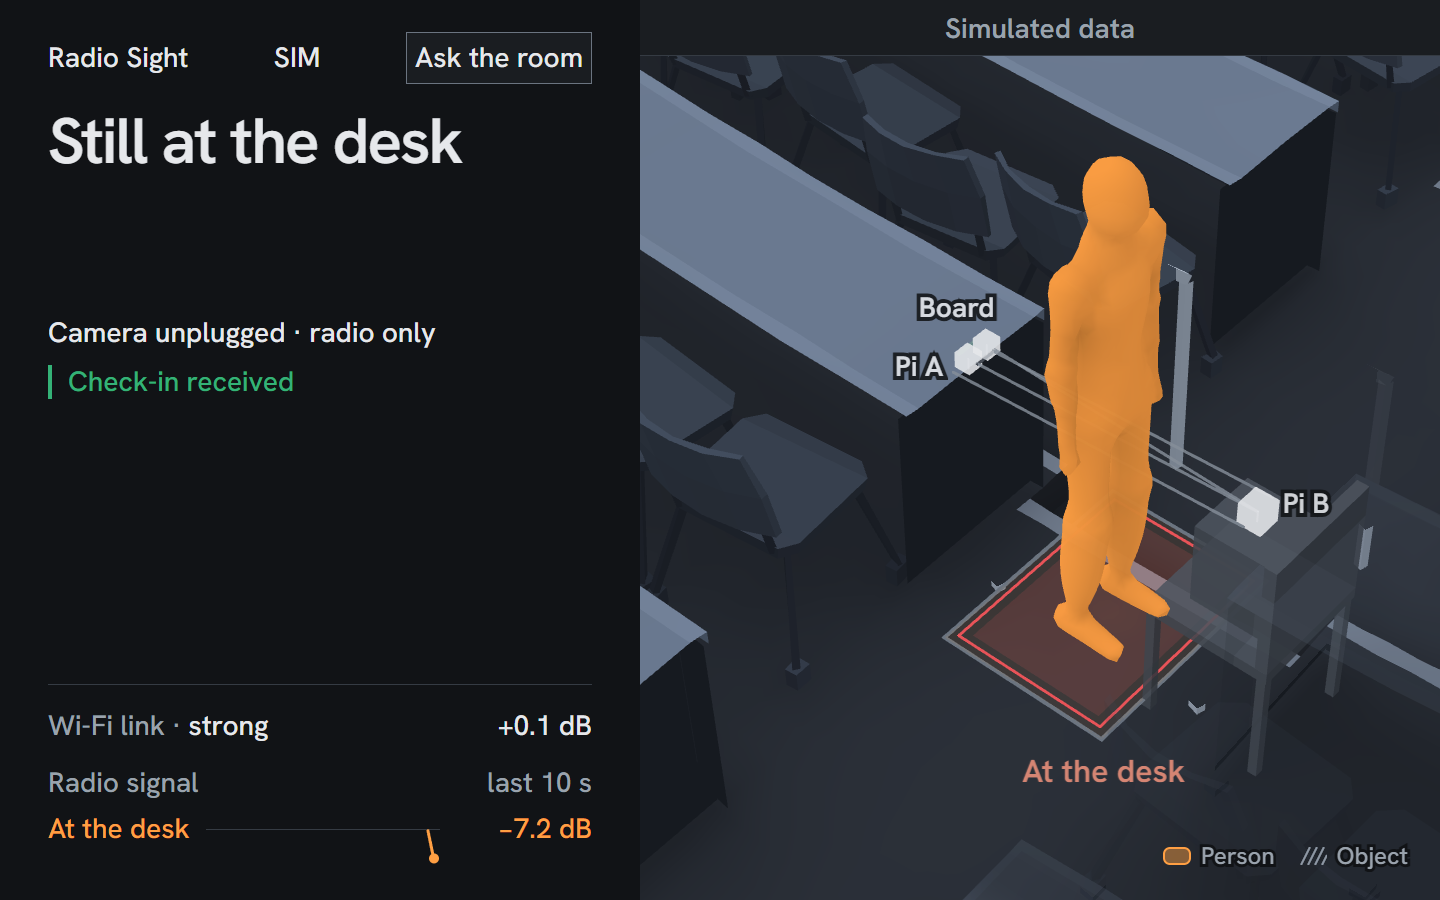 Radio Sight
SIM
Ask the room
Still at the desk
Camera unplugged · radio only
Check-in received
Wi-Fi link · strong
+0.1 dB
Radio signal
last 10 s
At the desk
−7.2 dB
Simulated data
Board
Pi A
Pi B
At the desk
Person
Object